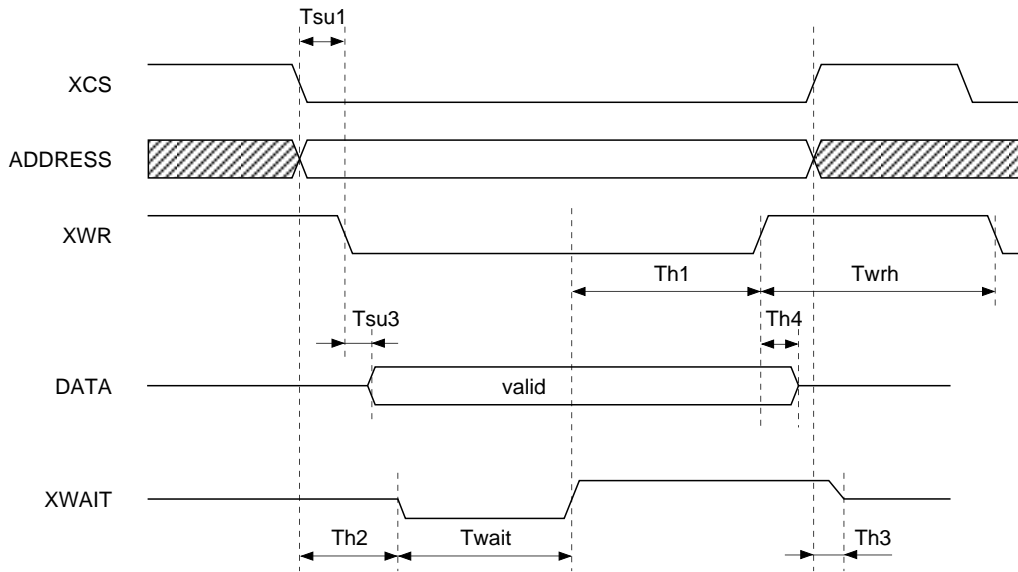 Tsu1
XCS
ADDRESS
XWR
Th1
Twrh
Tsu3
Th4
DATA
valid
XWAIT
Th2
Twait
Th3